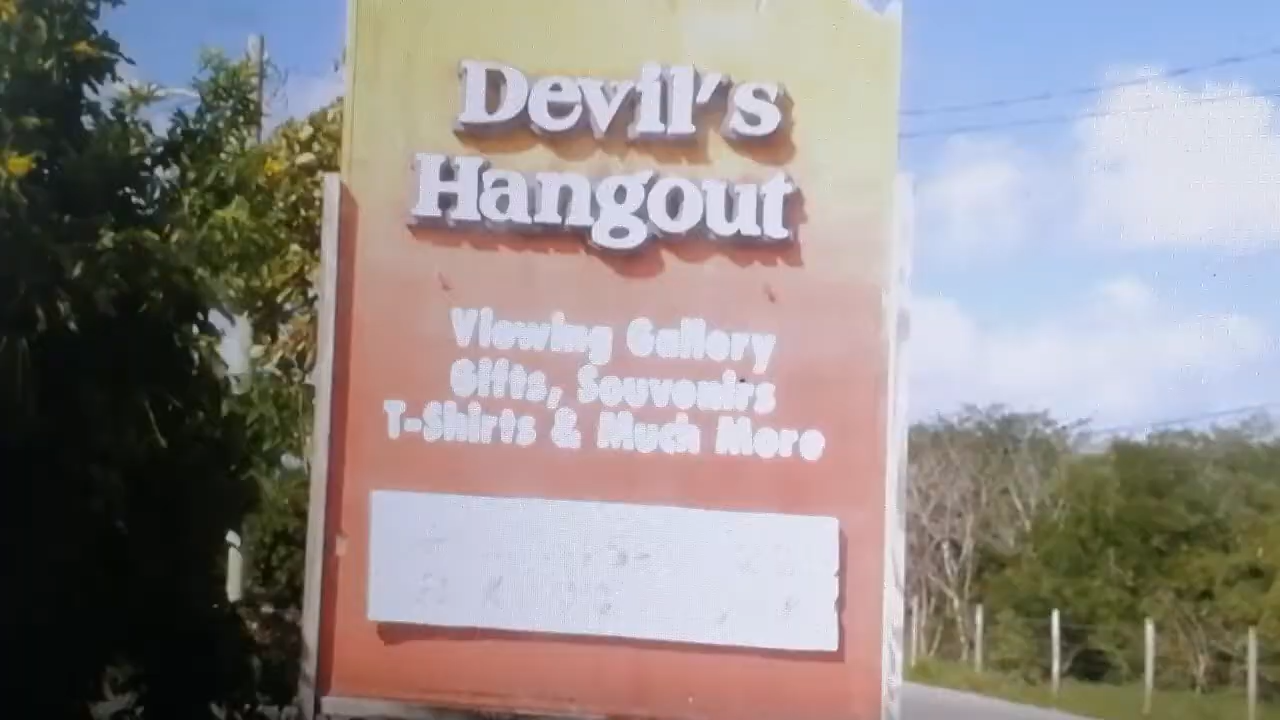 Devil's
Hangout
Viewing Gallery
Gifts, Souvenirs
T-Shirts & Much More